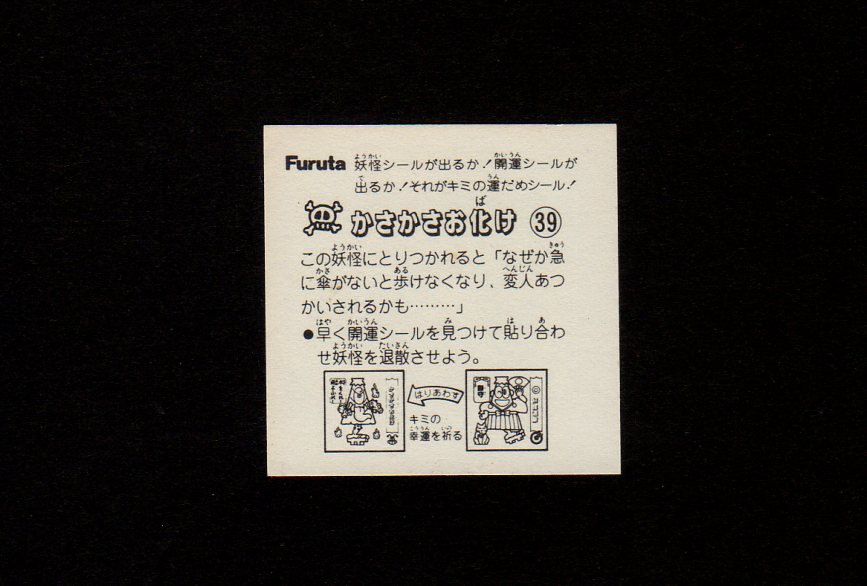 Furuta 妖怪シールが出るか!開運シールが
出るか!それがキミの運だめシール!
かさかさお化け 39
この妖怪にとりつかれると「なぜか急
に傘がないと歩けなくなり、変人あつ
かいされるかも………」
●早く開運シールを見つけて貼り合わ
せ妖怪を退散させよう。
はりあわす
キミの
幸運を祈る